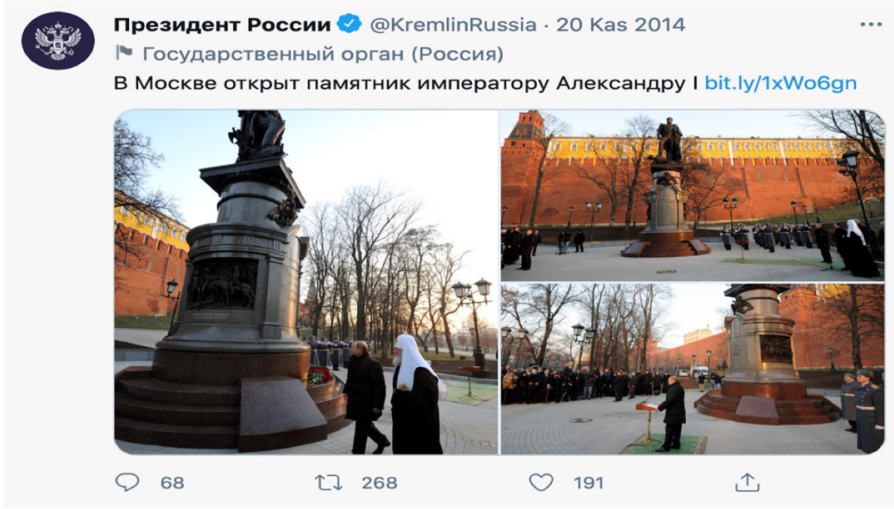 Президент России @KremlinRussia · 20 Kas 2014
Государственный орган (Россия)
В Москве открыт памятник императору Александру I bit.ly/1xWo6gn
68 268 191